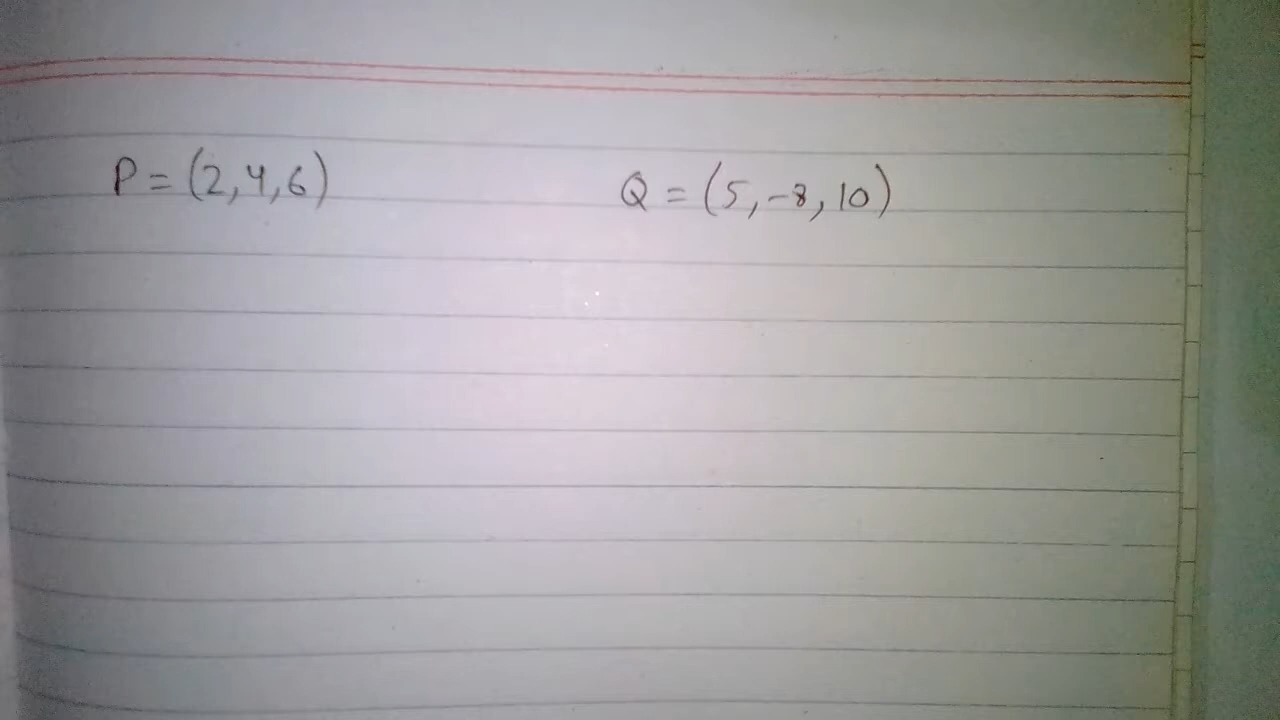 P = (2,4,6) Q = (5,-8,10)